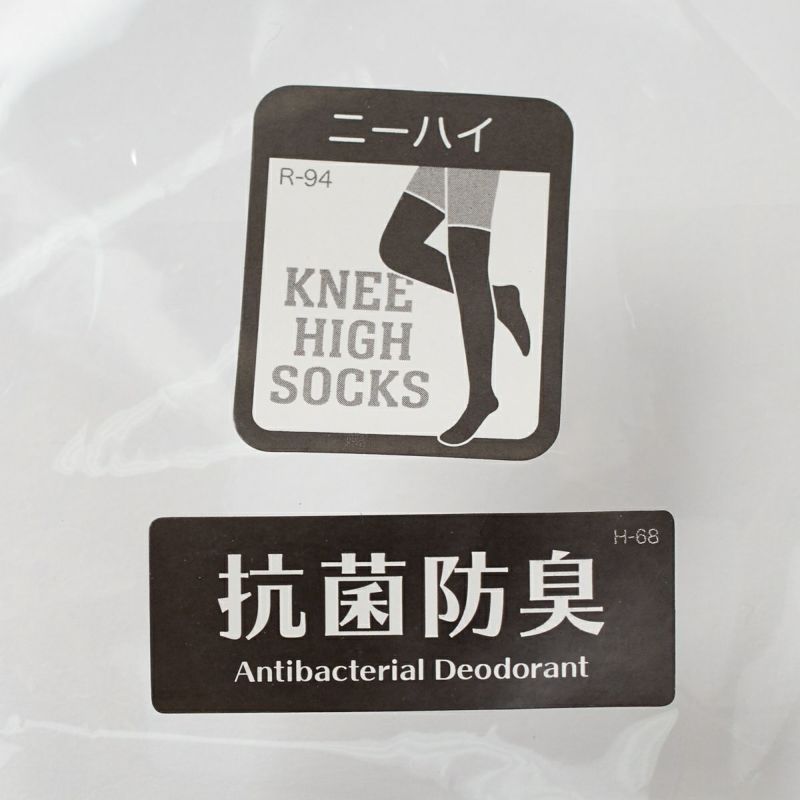 ニーハイ
R-94
KNEE
HIGH
SOCKS
H-68
抗菌防臭
Antibacterial Deodorant